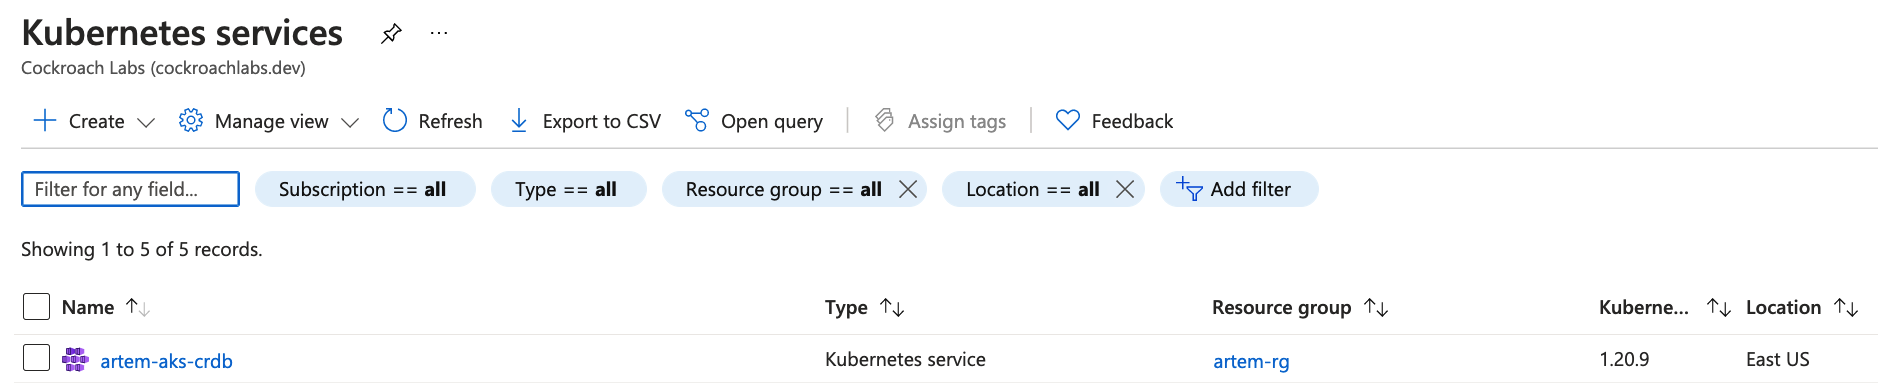 Kubernetes services ...
Cockroach Labs (cockroachlabs.dev)
Create Manage view Refresh Export to CSV Open query Assign tags Feedback
Filter for any field... Subscription == all Type == all Resource group == all Location == all Add filter
Showing 1 to 5 of 5 records.
Name Type Resource group Kuberne... Location
artem-aks-crdb Kubernetes service artem-rg 1.20.9 East US